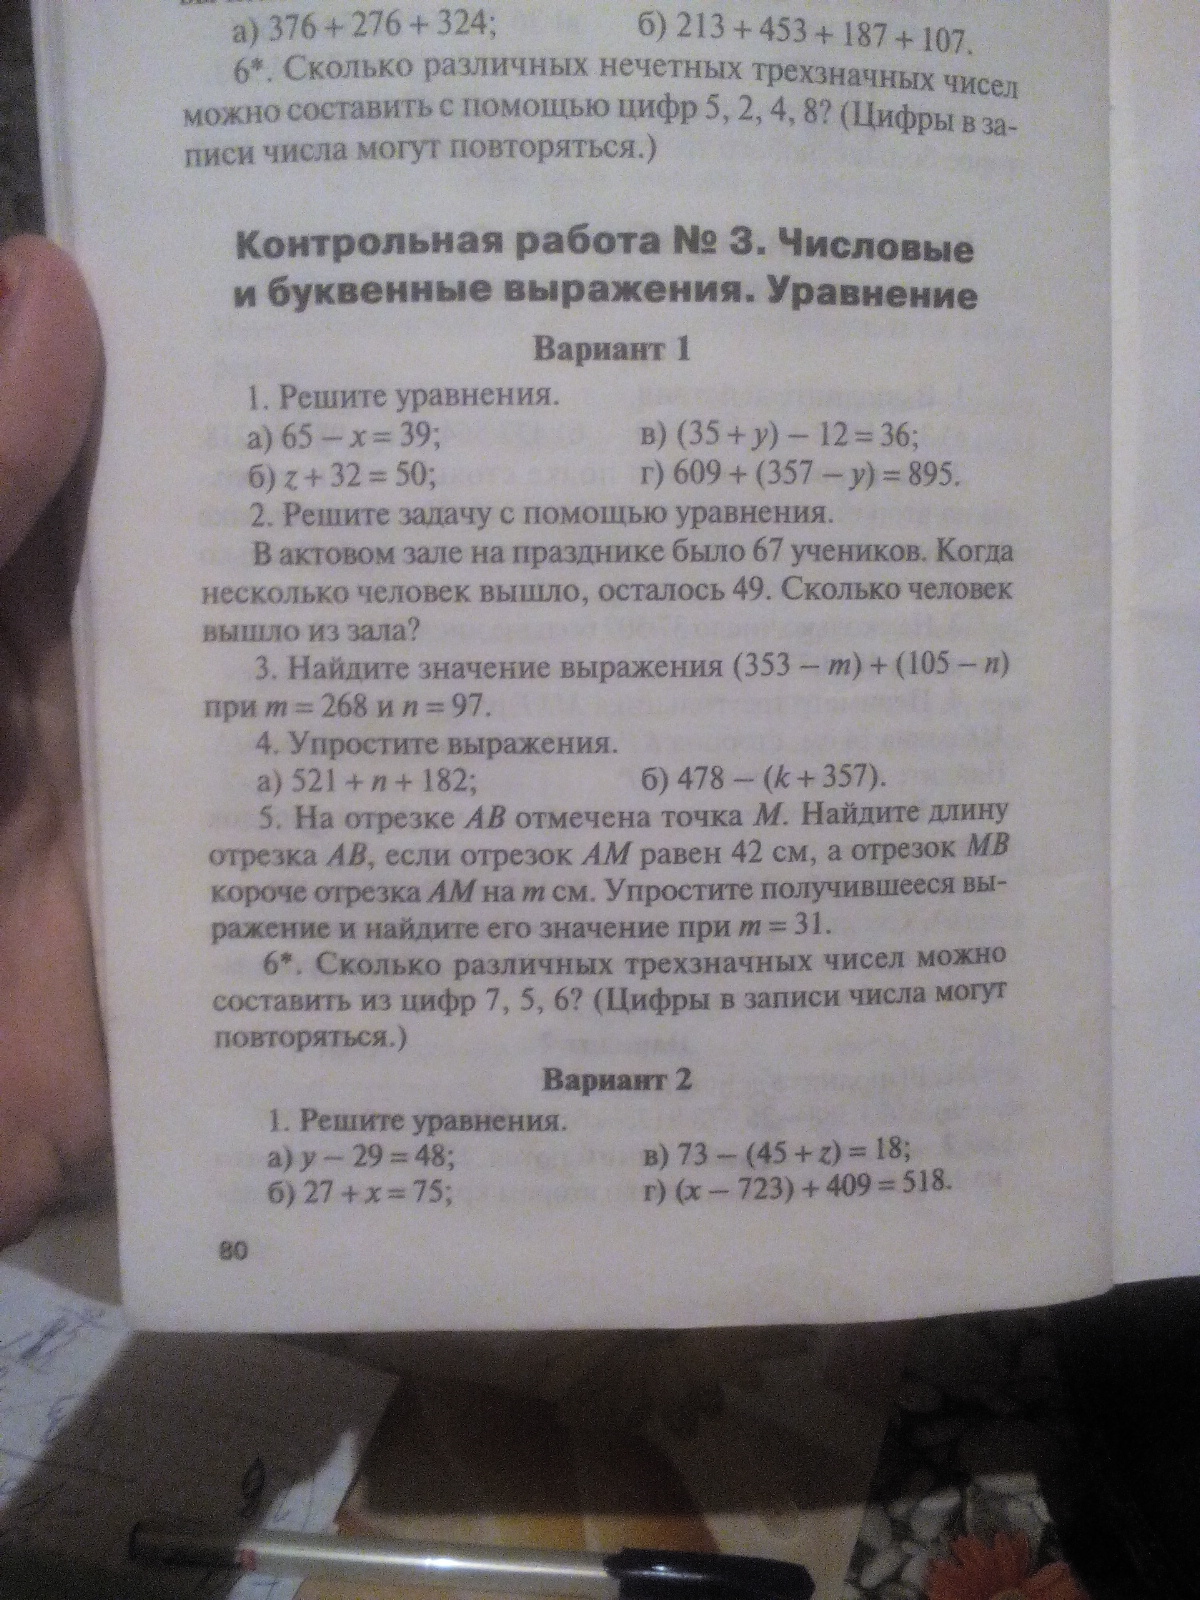 а) 376 + 276 + 324; б) 213 + 453 + 187 + 107.
6*. Сколько различных нечетных трехзначных чисел
можно составить с помощью цифр 5, 2, 4, 8? (Цифры в за-
писи числа могут повторяться.)
Контрольная работа № 3. Числовые
и буквенные выражения. Уравнение
Вариант 1
1. Решите уравнения.
а) 65 – x = 39; в) (35 + y) – 12 = 36;
б) z + 32 = 50; г) 609 + (357 – y) = 895.
2. Решите задачу с помощью уравнения.
В актовом зале на празднике было 67 учеников. Когда
несколько человек вышло, осталось 49. Сколько человек
вышло из зала?
3. Найдите значение выражения (353 – m) + (105 – n)
при m = 268 и n = 97.
4. Упростите выражения.
а) 521 + n + 182; б) 478 – (k + 357).
5. На отрезке AB отмечена точка M. Найдите длину
отрезка AB, если отрезок AM равен 42 см, а отрезок MB
короче отрезка AM на m см. Упростите получившееся вы-
ражение и найдите его значение при m = 31.
6*. Сколько различных трехзначных чисел можно
составить из цифр 7, 5, 6? (Цифры в записи числа могут
повторяться.)
Вариант 2
1. Решите уравнения.
а) y – 29 = 48; в) 73 – (45 + z) = 18;
б) 27 + x = 75; г) (x – 723) + 409 = 518.
80